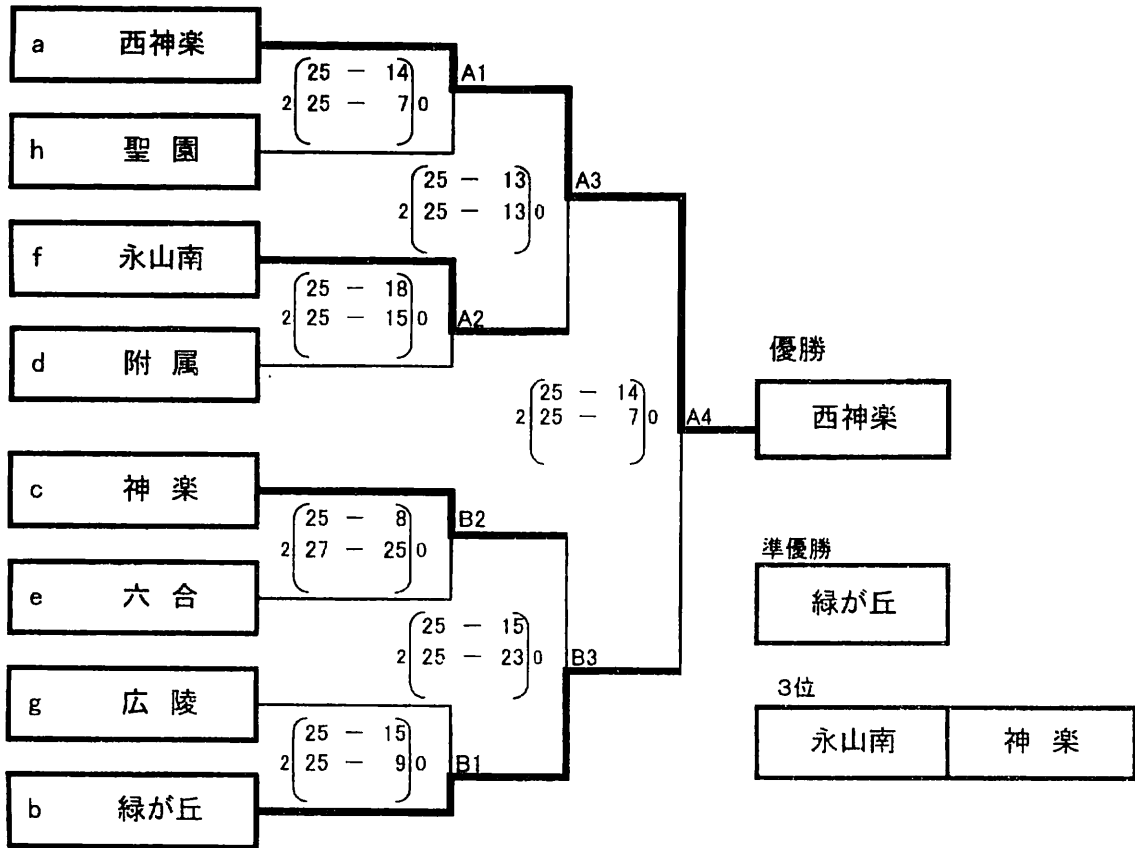 a 西神楽
A1
25 － 14
2 25 － 7 0
h 聖園
A3
25 － 13
2 25 － 13 0
f 永山南
25 － 18
2 25 － 15 0
A2
d 附属
優勝
25 － 14
2 25 － 7 0
A4
西神楽
c 神楽
B2
25 － 8
2 27 － 25 0
準優勝
e 六合
緑が丘
25 － 15
2 25 － 23 0
B3
3位
g 広陵
永山南 神楽
25 － 15
2 25 － 9 0
B1
b 緑が丘